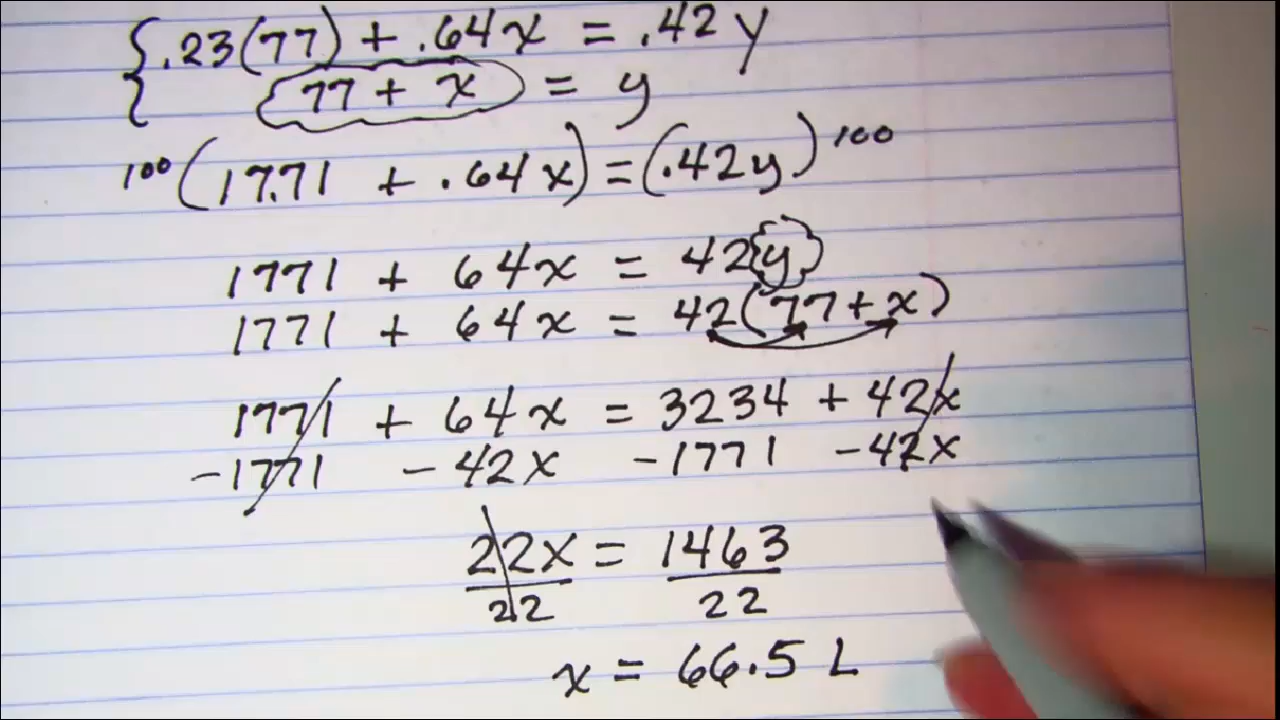 { .23(77) + .64x = .42y
77 + x = y
100(17.71 + .64x) = (.42y)100
1771 + 64x = 42y
1771 + 64x = 42(77 + x)
1771 + 64x = 3234 + 42x
-1771 - 42x -1771 - 42x
22x = 1463
22 22
x = 66.5 L